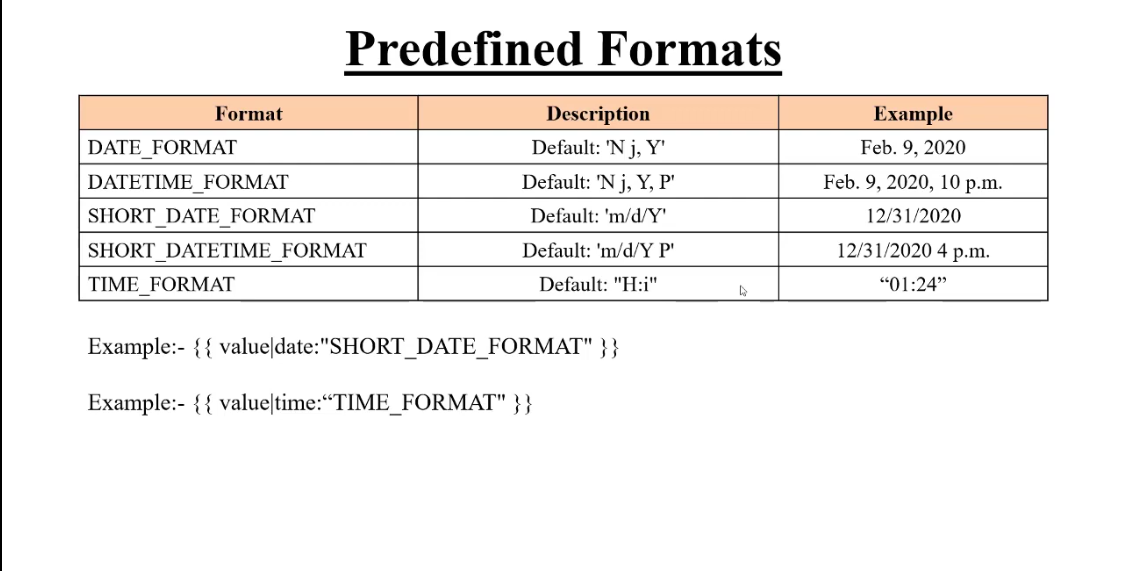 Predefined Formats
Format Description Example
DATE_FORMAT Default: 'N j, Y' Feb. 9, 2020
DATETIME_FORMAT Default: 'N j, Y, P' Feb. 9, 2020, 10 p.m.
SHORT_DATE_FORMAT Default: 'm/d/Y' 12/31/2020
SHORT_DATETIME_FORMAT Default: 'm/d/Y P' 12/31/2020 4 p.m.
TIME_FORMAT Default: "H:i" “01:24”
Example:- {{ value|date:"SHORT_DATE_FORMAT" }}
Example:- {{ value|time:“TIME_FORMAT" }}